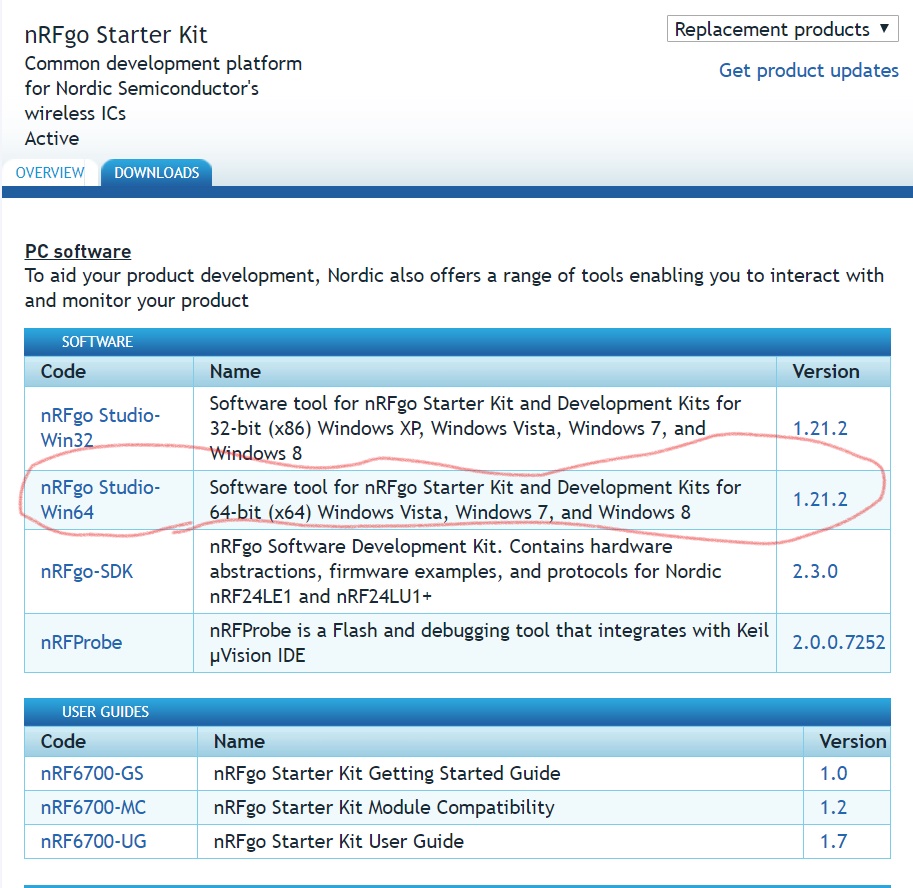 nRFgo Starter Kit
Replacement products ▼
Common development platform
for Nordic Semiconductor's
wireless ICs
Active
Get product updates
OVERVIEW
DOWNLOADS
PC software
To aid your product development, Nordic also offers a range of tools enabling you to interact with
and monitor your product
SOFTWARE
Code Name Version
nRFgo Studio-
Win32
Software tool for nRFgo Starter Kit and Development Kits for
32-bit (x86) Windows XP, Windows Vista, Windows 7, and
Windows 8
1.21.2
nRFgo Studio-
Win64
Software tool for nRFgo Starter Kit and Development Kits for
64-bit (x64) Windows Vista, Windows 7, and Windows 8
1.21.2
nRFgo-SDK
nRFgo Software Development Kit. Contains hardware
abstractions, firmware examples, and protocols for Nordic
nRF24LE1 and nRF24LU1+
2.3.0
nRFProbe
nRFProbe is a Flash and debugging tool that integrates with Keil
µVision IDE
2.0.0.7252
USER GUIDES
Code Name Version
nRF6700-GS nRFgo Starter Kit Getting Started Guide 1.0
nRF6700-MC nRFgo Starter Kit Module Compatibility 1.2
nRF6700-UG nRFgo Starter Kit User Guide 1.7